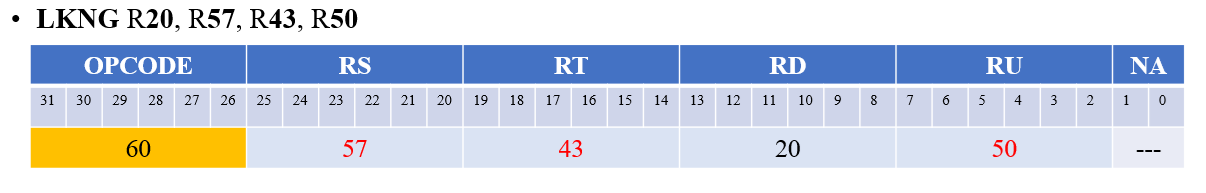 • LKNG R20, R57, R43, R50
OPCODE RS RT RD RU NA
31 30 29 28 27 26 25 24 23 22 21 20 19 18 17 16 15 14 13 12 11 10 9 8 7 6 5 4 3 2 1 0
60 57 43 20 50 ---